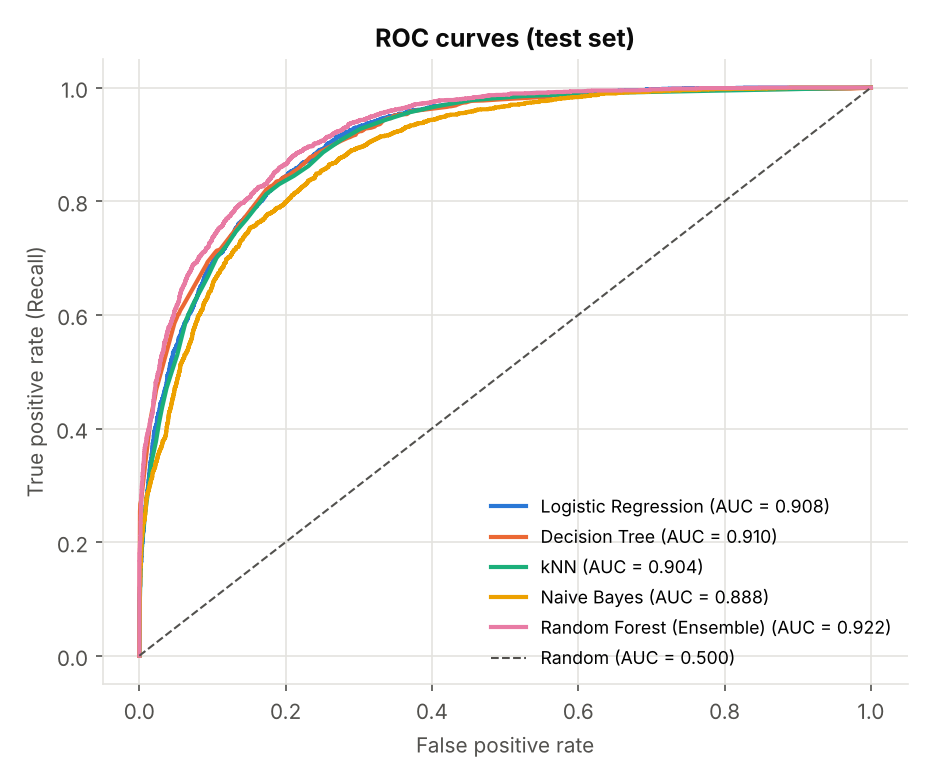 ROC curves (test set)
True positive rate (Recall)
1.0
0.8
0.6
0.4
0.2
0.0
Logistic Regression (AUC = 0.908)
Decision Tree (AUC = 0.910)
kNN (AUC = 0.904)
Naive Bayes (AUC = 0.888)
Random Forest (Ensemble) (AUC = 0.922)
Random (AUC = 0.500)
0.0 0.2 0.4 0.6 0.8 1.0
False positive rate